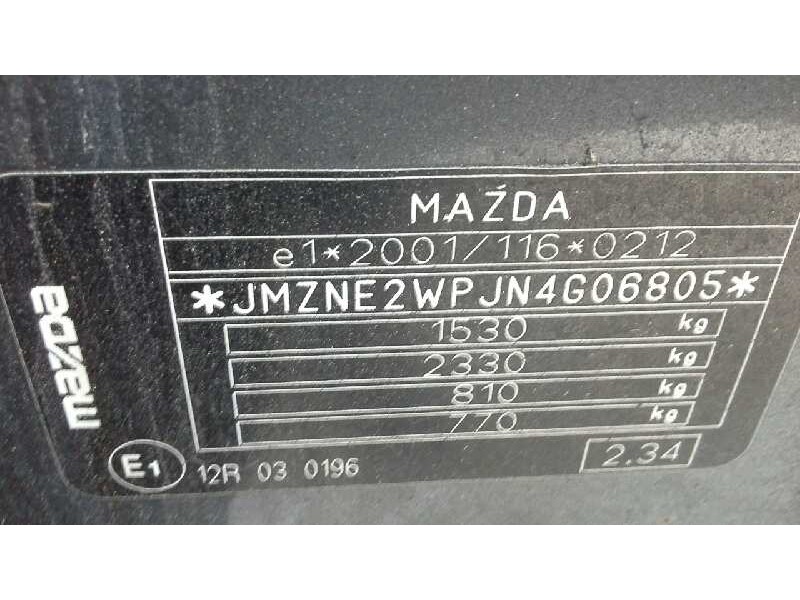 mazda
MAZDA
e1*2001/116*0212
*JMZNE2WPJN4G06805*
1530 kg
2330 kg
810 kg
770 kg
E1 12R 03 0196
2.34